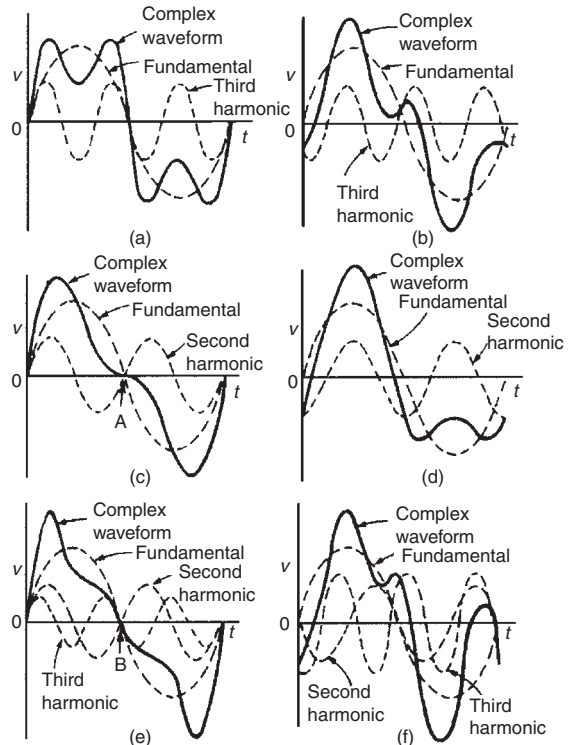 Complex
waveform
Fundamental
Third
harmonic
v
0
t
(a)
Complex
waveform
Fundamental
v
0
t
Third
harmonic
(b)
Complex
waveform
Fundamental
Second
harmonic
v
0
t
A
(c)
Complex
waveform
Fundamental
Second
harmonic
v
0
t
(d)
Complex
waveform
Fundamental
Second
harmonic
v
0
t
Third
harmonic
B
(e)
Complex
waveform
Fundamental
v
0
t
Second
harmonic
Third
harmonic
(f)